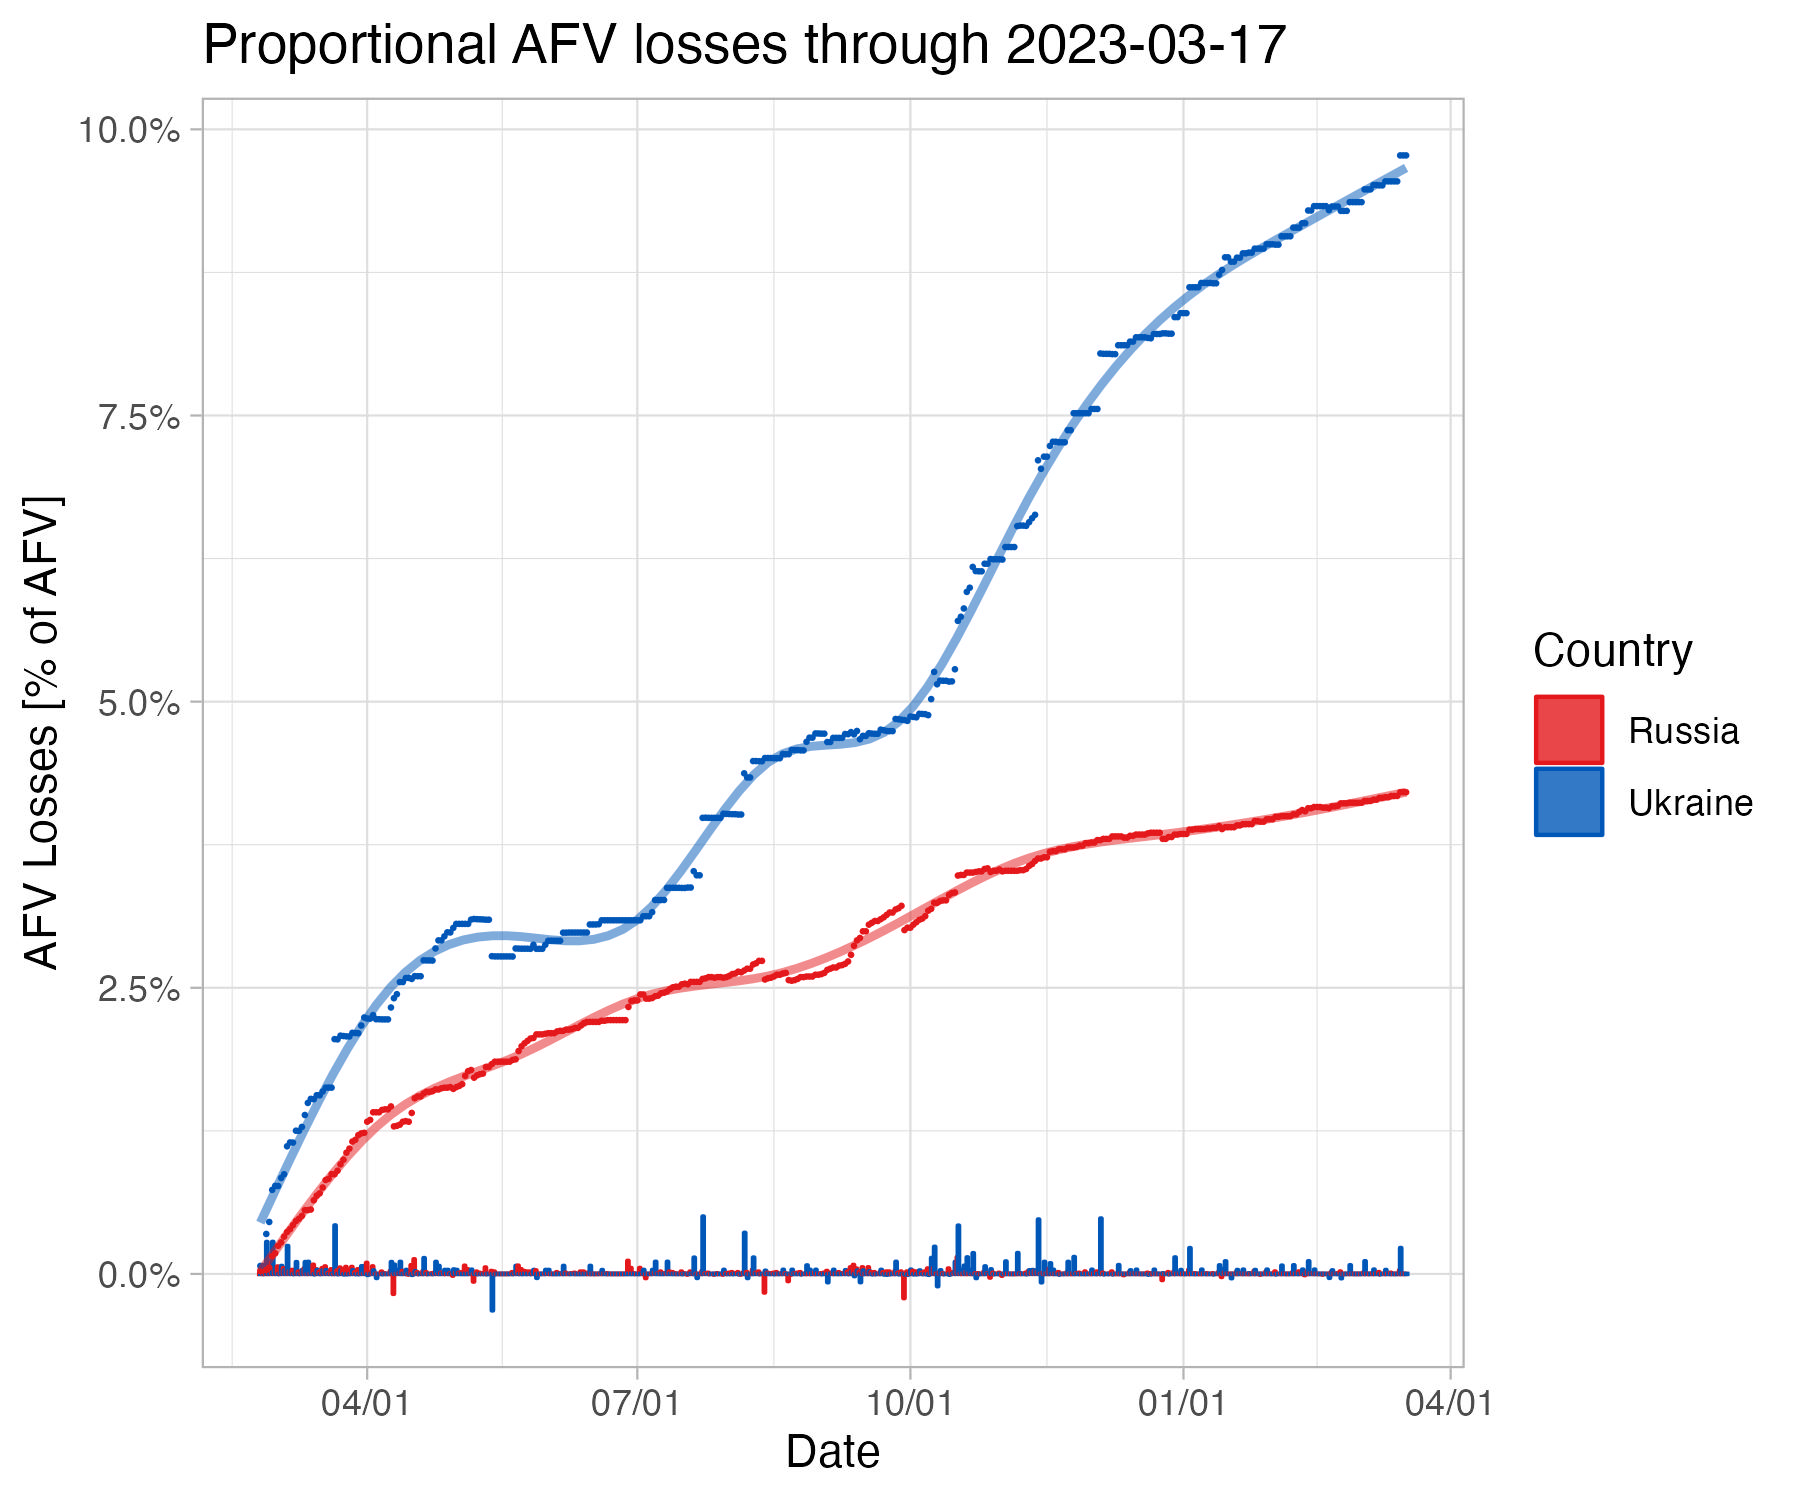 Proportional AFV losses through 2023-03-17
10.0%
7.5%
5.0%
2.5%
0.0%
AFV Losses [% of AFV]
04/01
07/01
10/01
01/01
04/01
Date
Country
Russia
Ukraine